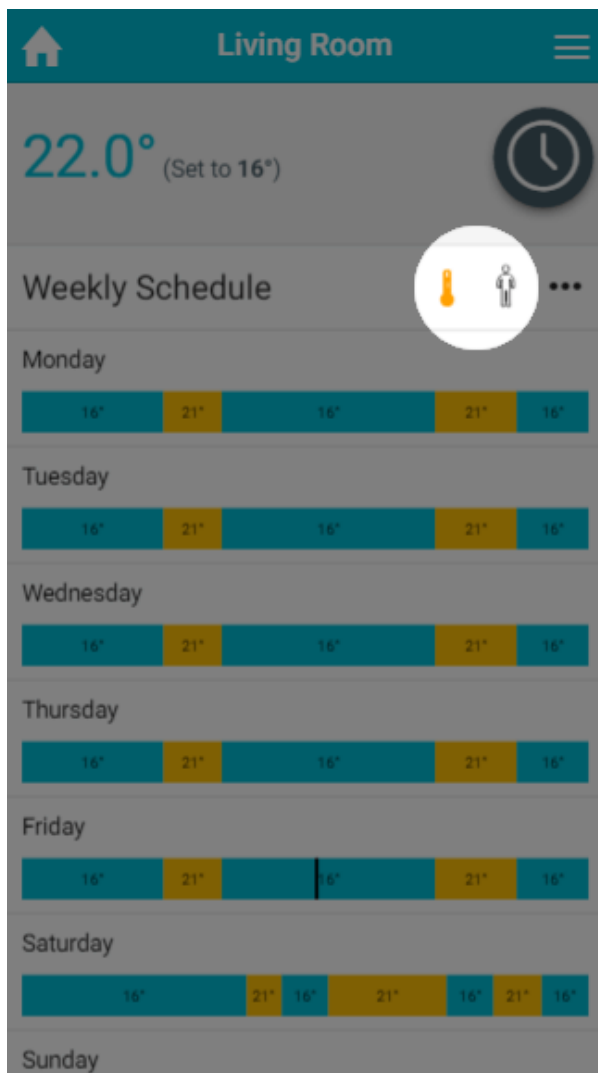 Living Room
22.0° (Set to 16°)
Weekly Schedule
Monday
16° 21° 16° 21° 16°
Tuesday
16° 21° 16° 21° 16°
Wednesday
16° 21° 16° 21° 16°
Thursday
16° 21° 16° 21° 16°
Friday
16° 21° 16° 21° 16°
Saturday
16° 21° 16° 21° 16° 21° 16°
Sunday